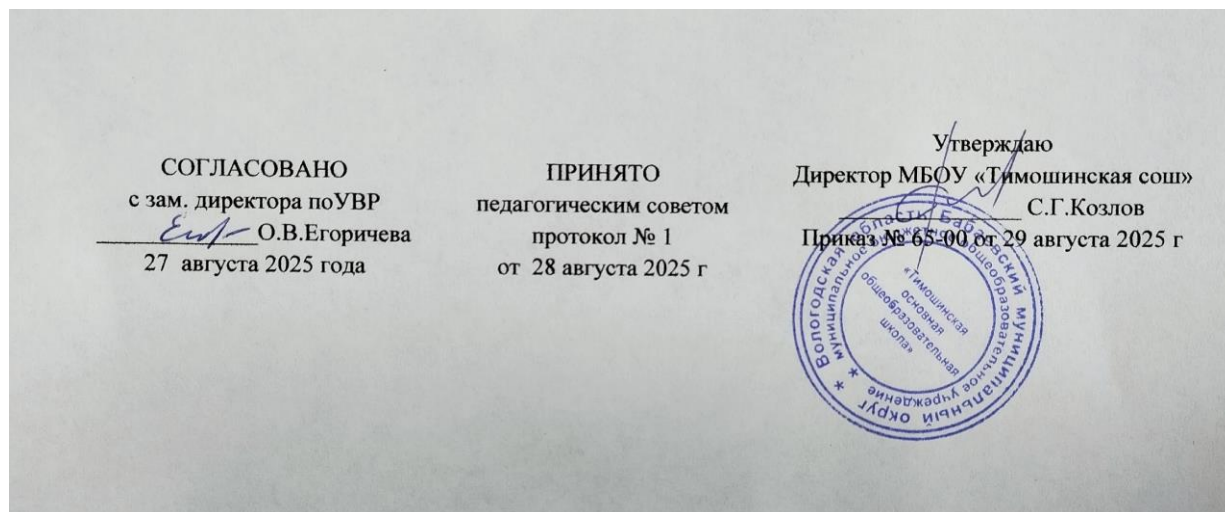 СОГЛАСОВАНО
с зам. директора поУВР
О.В.Егоричева
27 августа 2025 года
ПРИНЯТО
педагогическим советом
протокол № 1
от 28 августа 2025 г
Утверждаю
Директор МБОУ «Тимошинская сош»
С.Г.Козлов
Приказ № 65-00 от 29 августа 2025 г
* Вологодская область Бабаевский муниципальный округ
* муниципальное бюджетное общеобразовательное учреждение
«Тимошинская
основная
общеобразовательная
школа»